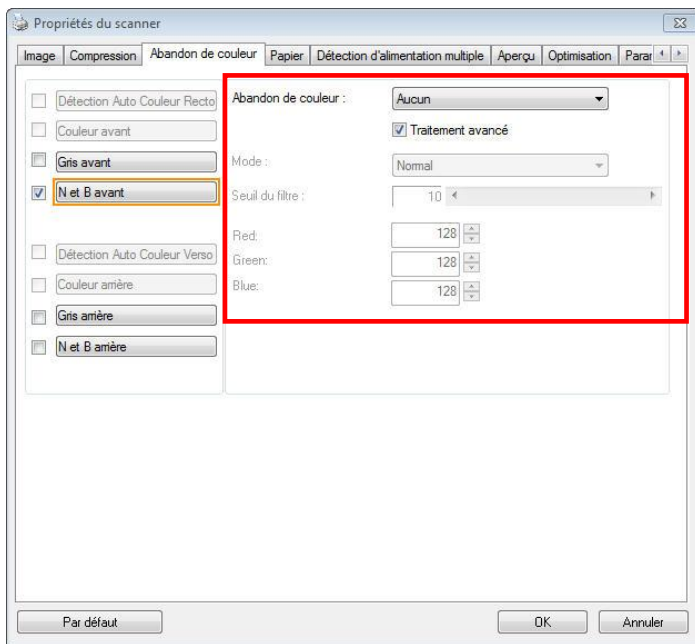 Propriétés du scanner
Image Compression Abandon de couleur Papier Détection d'alimentation multiple Aperçu Optimisation Parar
Détection Auto Couleur Recto
Couleur avant
Gris avant
N et B avant
Détection Auto Couleur Verso
Couleur arrière
Gris arrière
N et B arrière
Abandon de couleur : Aucun
Traitement avancé
Mode : Normal
Seuil du filtre : 10
Red: 128
Green: 128
Blue: 128
Par défaut OK Annuler